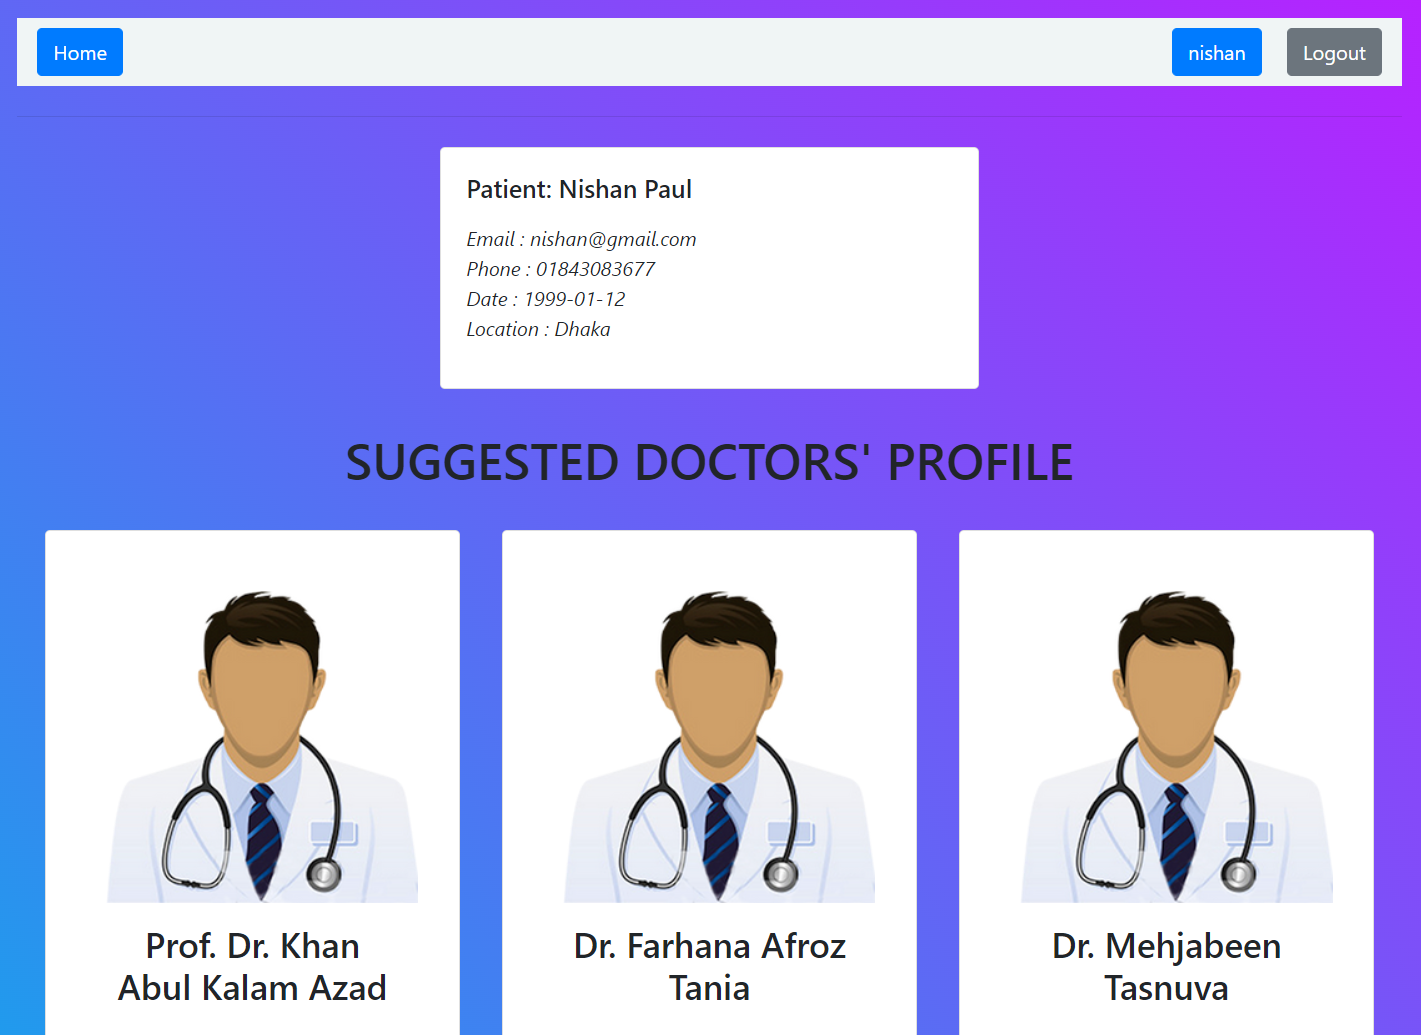 Home
nishan
Logout
Patient: Nishan Paul
Email : nishan@gmail.com
Phone : 01843083677
Date : 1999-01-12
Location : Dhaka
SUGGESTED DOCTORS' PROFILE
Prof. Dr. Khan
Abul Kalam Azad
Dr. Farhana Afroz
Tania
Dr. Mehjabeen
Tasnuva